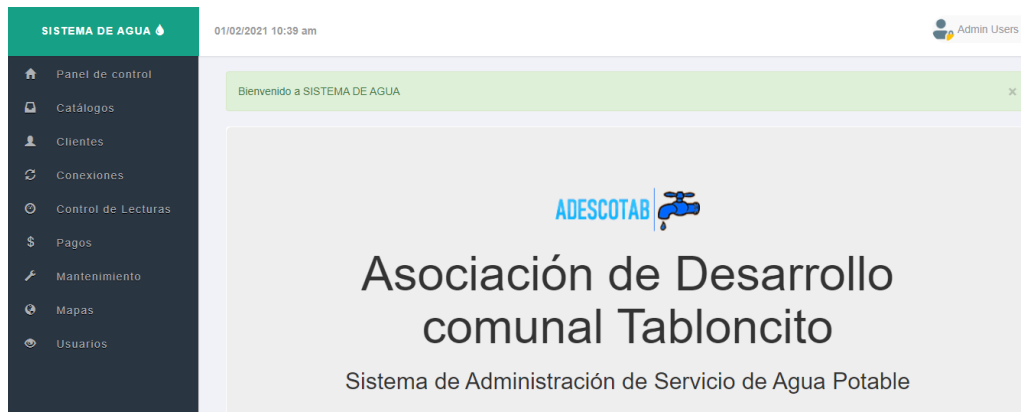 SISTEMA DE AGUA
01/02/2021 10:39 am
Admin Users
Panel de control
Catálogos
Clientes
Conexiones
Control de Lecturas
Pagos
Mantenimiento
Mapas
Usuarios
Bienvenido a SISTEMA DE AGUA
×
ADESCOTAB
Asociación de Desarrollo
comunal Tabloncito
Sistema de Administración de Servicio de Agua Potable